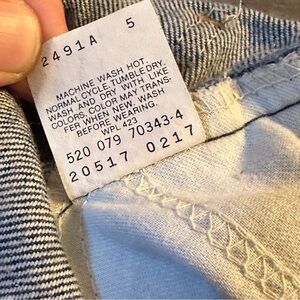 2491A 5
MACHINE WASH HOT
NORMAL CYCLE, TUMBLE DRY.
WASH AND DRY WITH LIKE
COLORS. COLOR MAY TRANS-
FER WHEN NEW. WASH
BEFORE WEARING.
WPL 423
520 079 70343-4
20517 0217